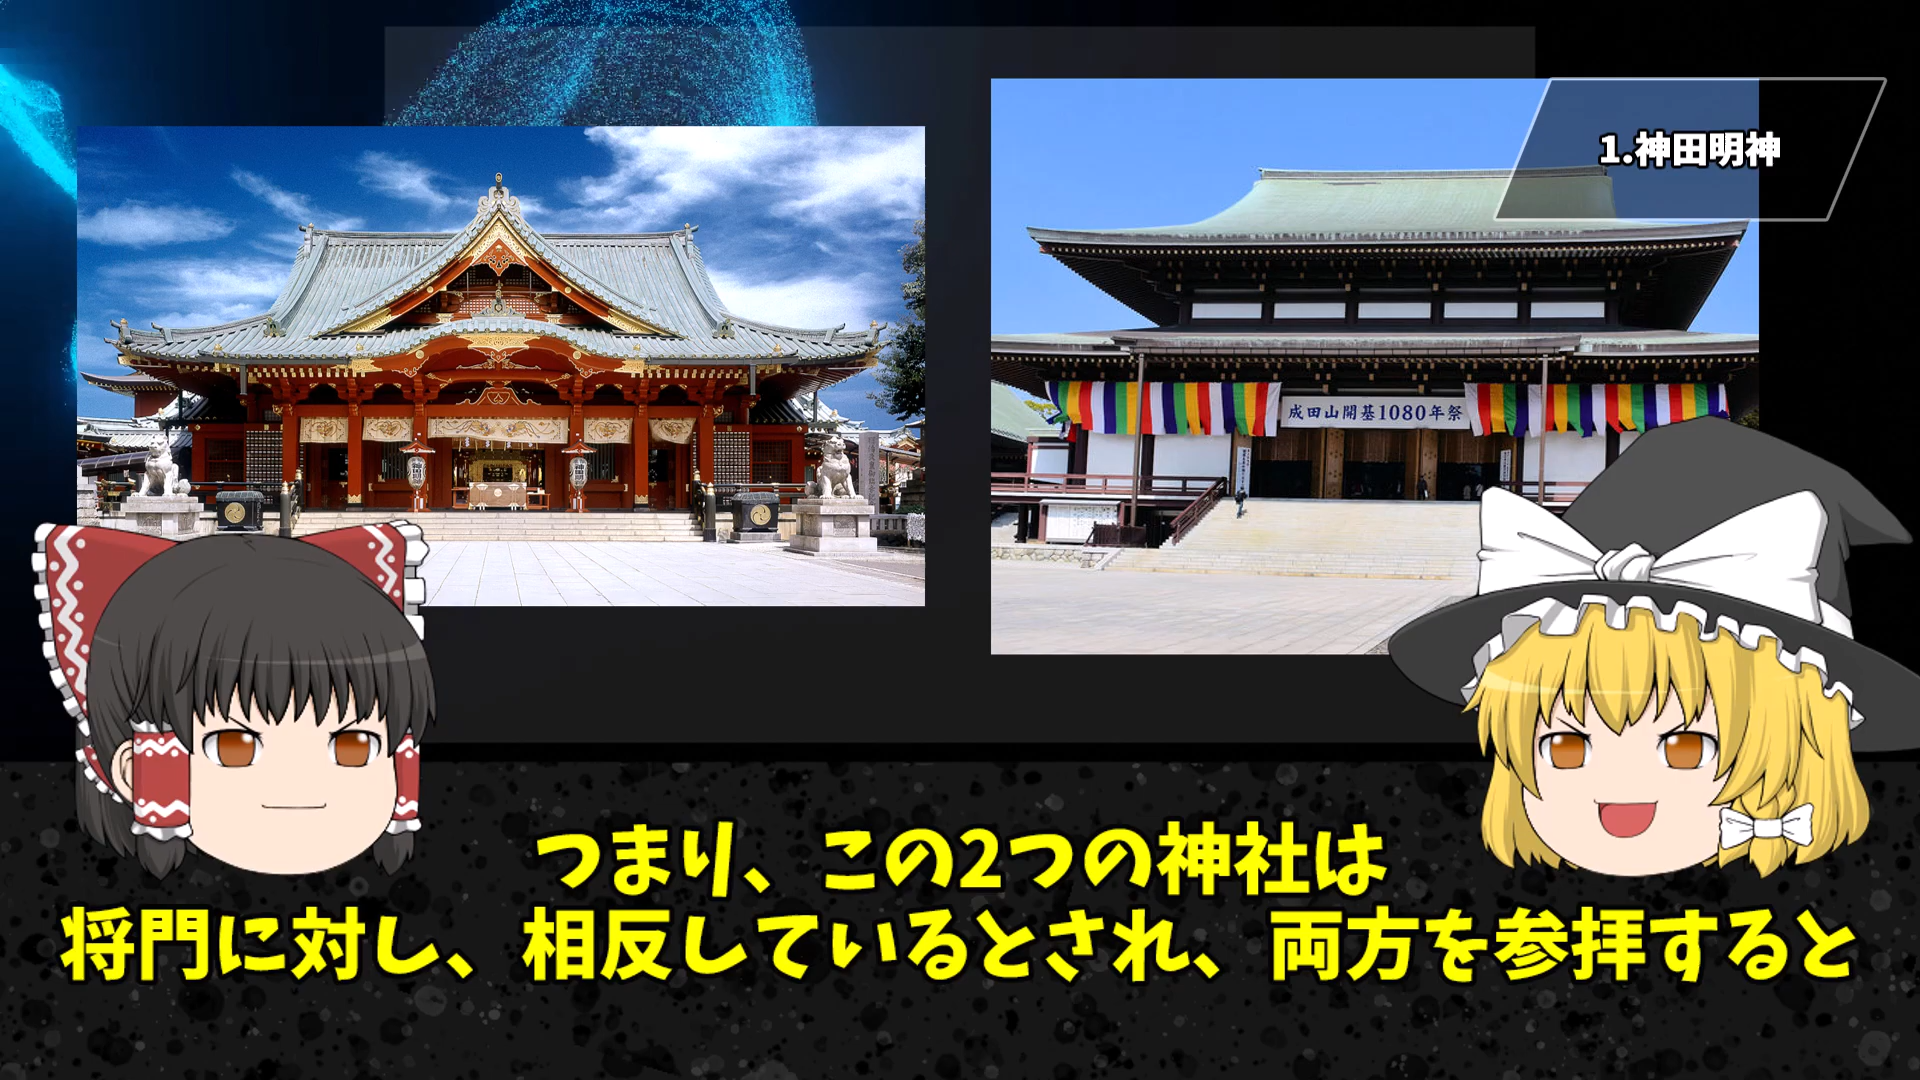 1.神田明神
成田山開基1080年祭
つまり、この2つの神社は
将門に対し、相反しているとされ、両方を参拝すると